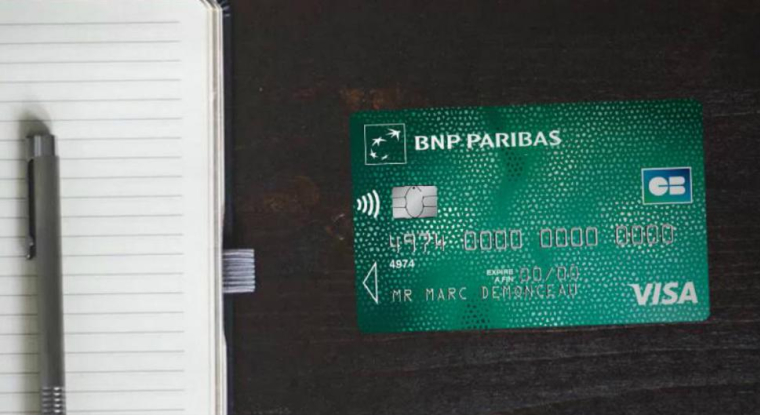 BNP PARIBAS
CB
4974 0000 0000 0000
4974
EXPIRE
A FIN 00/00
MR MARC DEMONCEAU
VISA